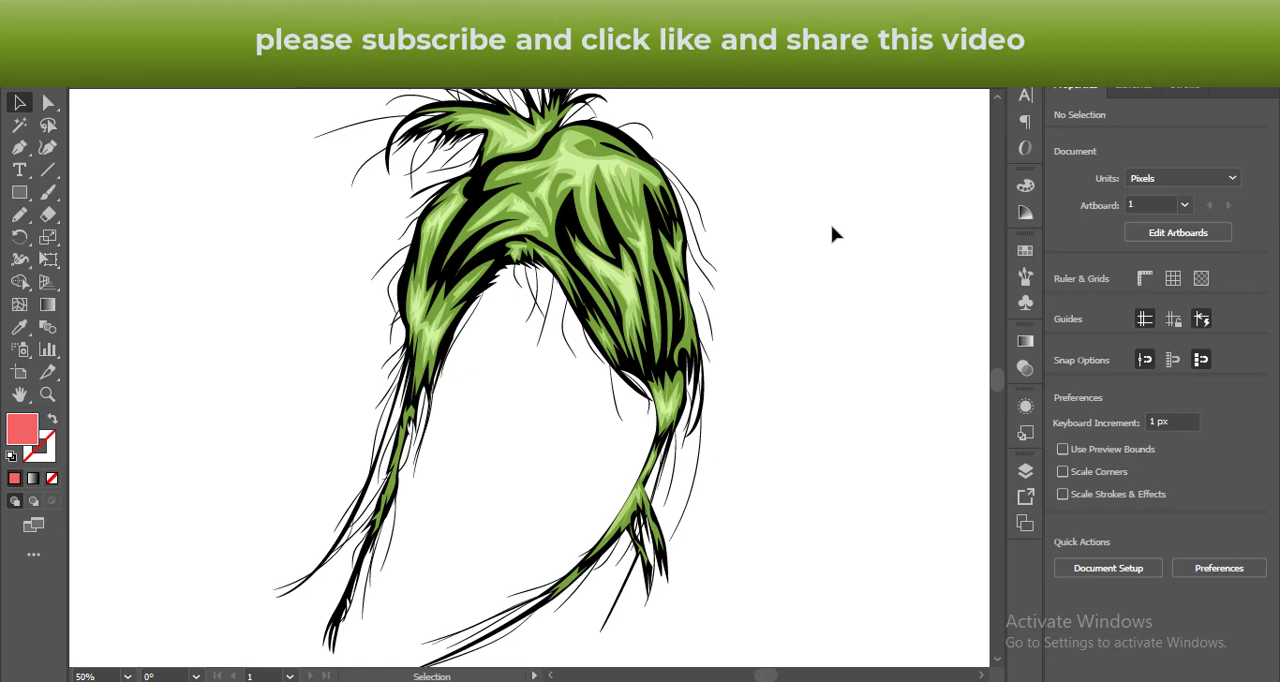 please subscribe and click like and share this video
No Selection
Document
Units: Pixels
Artboard: 1
Edit Artboards
Ruler & Grids
Guides
Snap Options
Preferences
Keyboard Increment: 1 px
Use Preview Bounds
Scale Corners
Scale Strokes & Effects
Quick Actions
Document Setup Preferences
Activate Windows
Go to Settings to activate Windows.
50% 0° 1 Selection